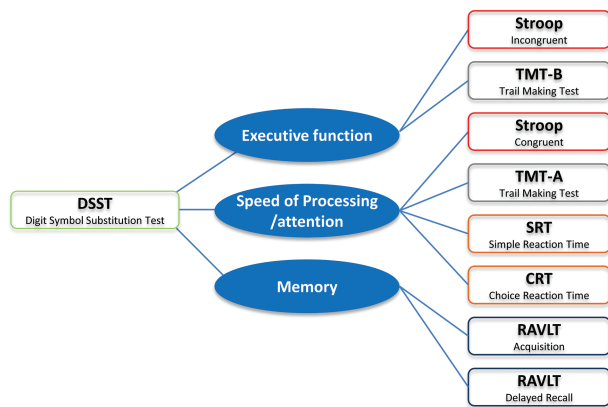 Stroop
Incongruent
TMT-B
Trail Making Test
Executive function
Stroop
Congruent
TMT-A
Trail Making Test
DSST
Digit Symbol Substitution Test
Speed of Processing
/attention
SRT
Simple Reaction Time
Memory
CRT
Choice Reaction Time
RAVLT
Acquisition
RAVLT
Delayed Recall